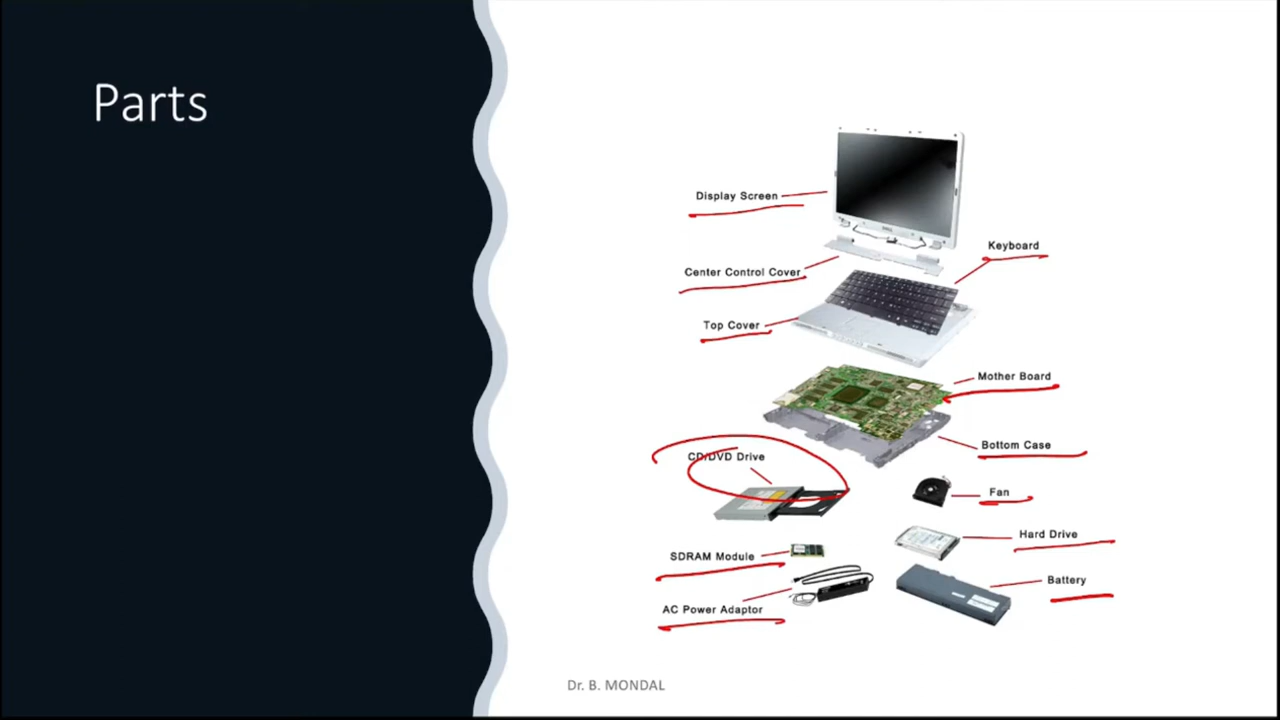 Parts
Display Screen
Keyboard
Center Control Cover
Top Cover
Mother Board
Bottom Case
CD/DVD Drive
Fan
Hard Drive
SDRAM Module
Battery
AC Power Adaptor
Dr. B. MONDAL